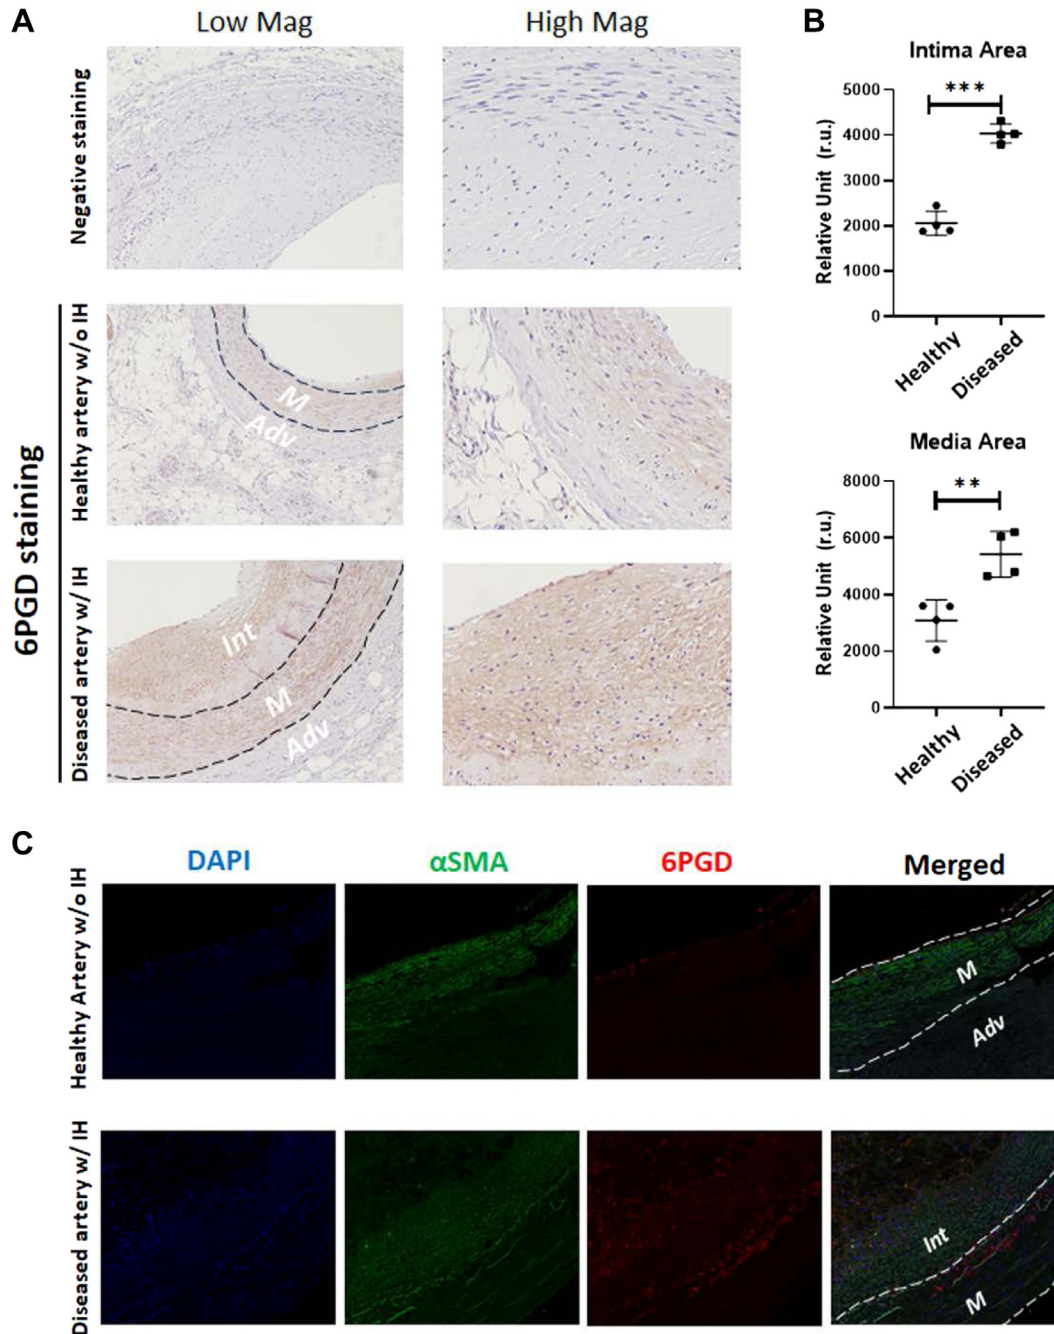 A
Low Mag
High Mag
Negative staining
6PGD staining
Healthy artery w/o IH
M
Adv
Diseased artery w/ IH
Int
M
Adv
B
Intima Area
***
Relative Unit (r.u.)
5000
4000
3000
2000
1000
0
Healthy
Diseased
Media Area
**
Relative Unit (r.u.)
8000
6000
4000
2000
0
Healthy
Diseased
C
DAPI
αSMA
6PGD
Merged
Healthy Artery w/o IH
M
Adv
Diseased artery w/ IH
Int
M